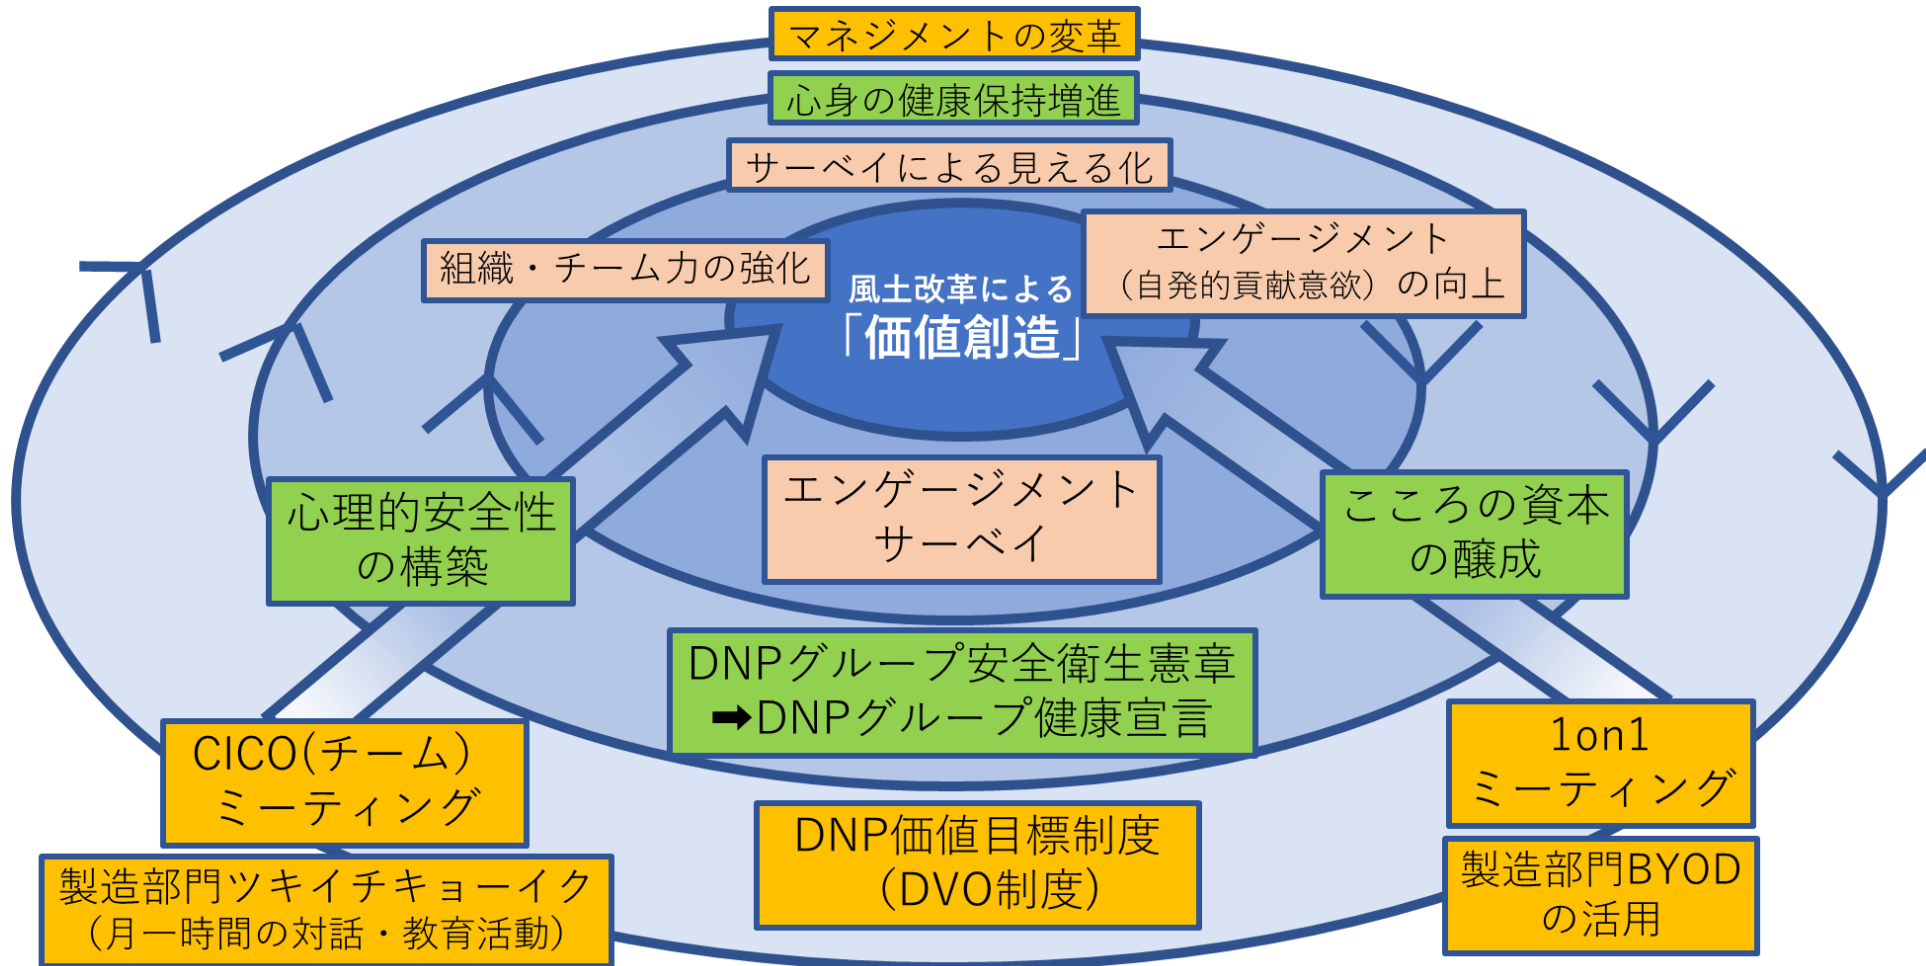 マネジメントの変革
心身の健康保持増進
サーベイによる見える化
組織・チーム力の強化
エンゲージメント
（自発的貢献意欲）の向上
風土改革による
「価値創造」
エンゲージメント
サーベイ
心理的安全性
の構築
こころの資本
の醸成
DNPグループ安全衛生憲章
➡DNPグループ健康宣言
CICO(チーム)
ミーティング
1on1
ミーティング
DNP価値目標制度
（DVO制度）
製造部門ツキイチキョーイク
（月一時間の対話・教育活動）
製造部門BYOD
の活用